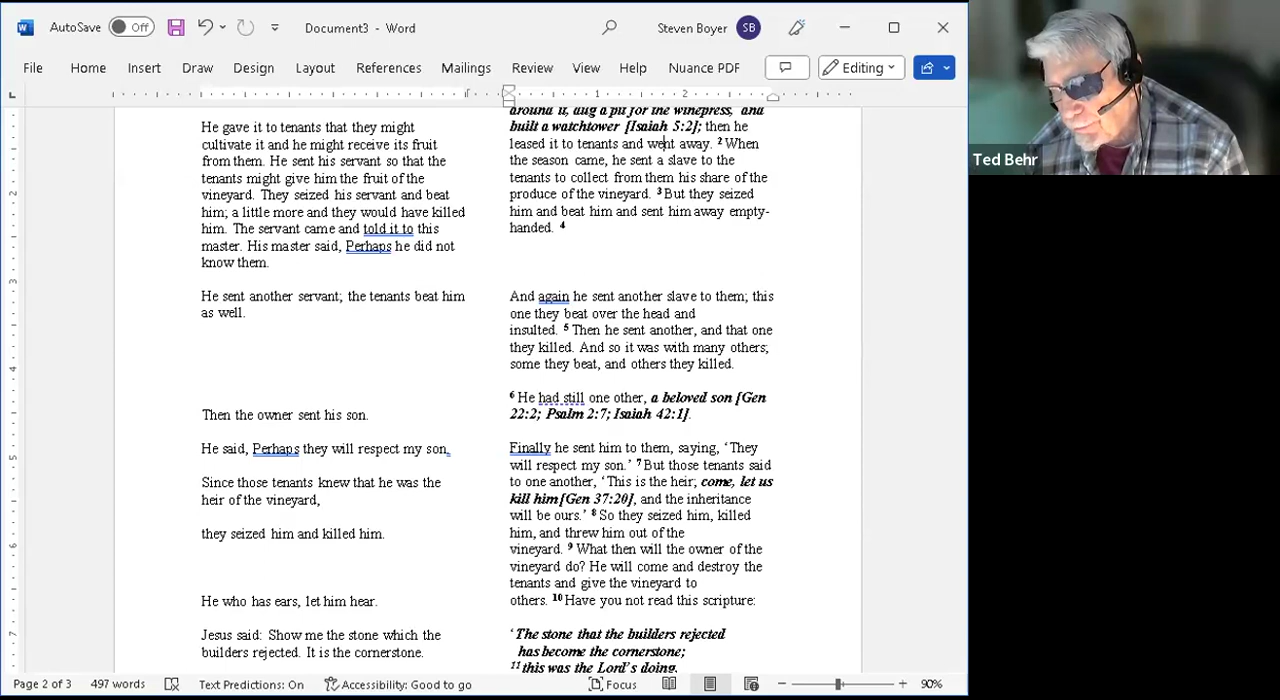 AutoSave Off Document3 - Word Steven Boyer SB
File Home Insert Draw Design Layout References Mailings Review View Help Nuance PDF Editing
L 1 2
He gave it to tenants that they might
cultivate it and he might receive its fruit
from them. He sent his servant so that the
tenants might give him the fruit of the
vineyard. They seized his servant and beat
him; a little more and they would have killed
him. The servant came and told it to this
master. His master said, Perhaps he did not
know them.
He sent another servant; the tenants beat him
as well.
Then the owner sent his son.
He said, Perhaps they will respect my son,
Since those tenants knew that he was the
heir of the vineyard,
they seized him and killed him.
He who has ears, let him hear.
Jesus said: Show me the stone which the
builders rejected. It is the cornerstone.
around it, dug a pit for the winepress, and
built a watchtower [Isaiah 5:2]; then he
leased it to tenants and went away. 2 When
the season came, he sent a slave to the
tenants to collect from them his share of the
produce of the vineyard. 3 But they seized
him and beat him and sent him away empty-
handed. 4
And again he sent another slave to them; this
one they beat over the head and
insulted. 5 Then he sent another, and that one
they killed. And so it was with many others;
some they beat, and others they killed.
6 He had still one other, a beloved son [Gen
22:2; Psalm 2:7; Isaiah 42:1].
Finally he sent him to them, saying, ‘They
will respect my son.’ 7 But those tenants said
to one another, ‘This is the heir; come, let us
kill him [Gen 37:20], and the inheritance
will be ours.’ 8 So they seized him, killed
him, and threw him out of the
vineyard. 9 What then will the owner of the
vineyard do? He will come and destroy the
tenants and give the vineyard to
others. 10 Have you not read this scripture:
‘The stone that the builders rejected
has become the cornerstone;
11 this was the Lord’s doing,
2
3
4
5
6
7
Page 2 of 3 497 words Text Predictions: On Accessibility: Good to go Focus 90%
Ted Behr